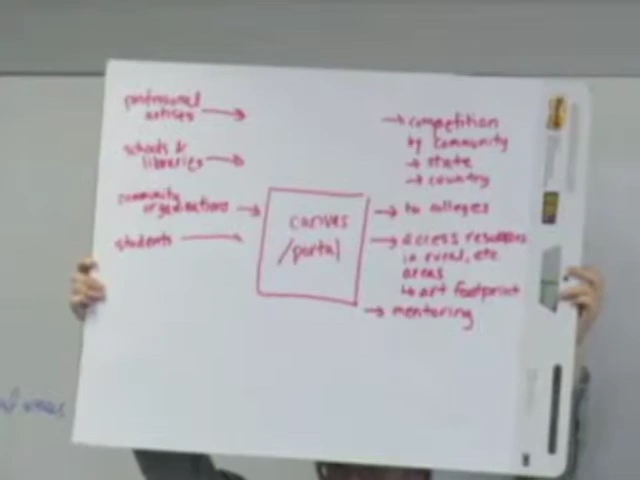 professional
artists →
schools &
libraries →
community
organizations →
students
canvas
/portal
→ competition
by community
→ state
→ country
→ to colleges
→ access resources
in rural, etc
areas
↳ art footprint
→ mentoring